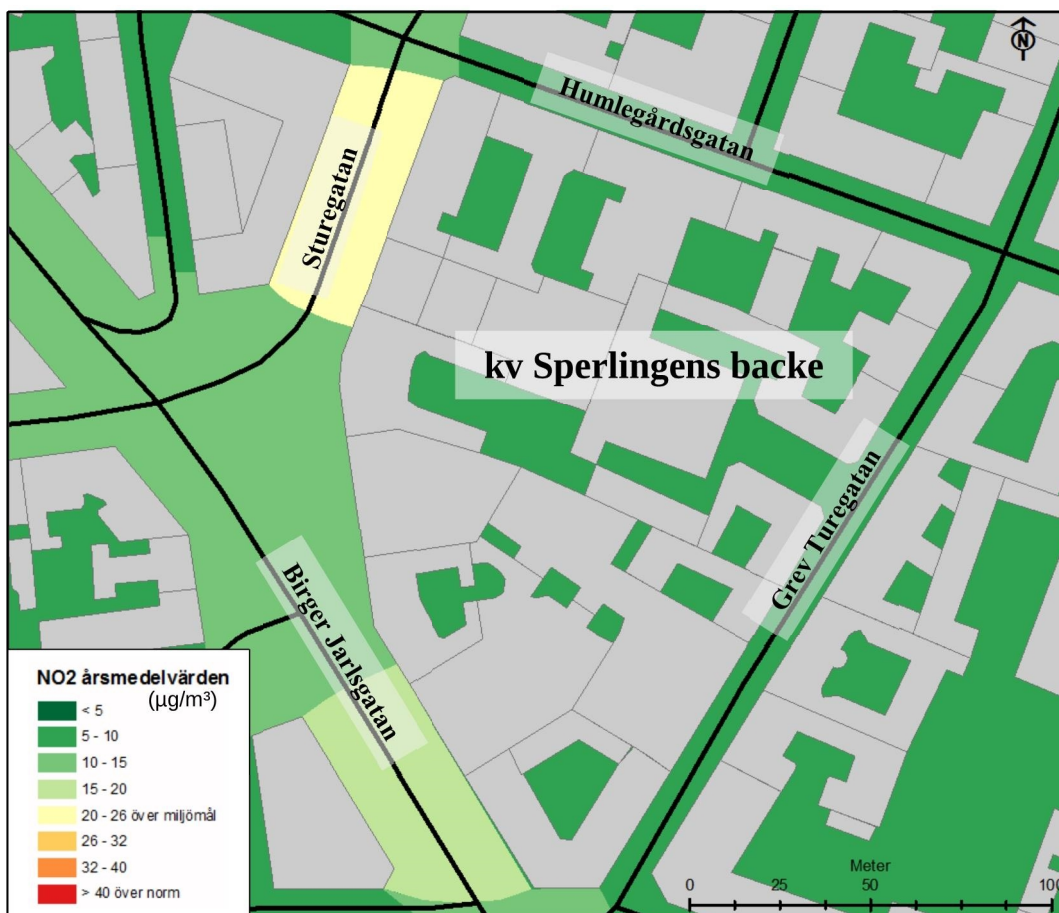 N
Humlegårdsgatan
Sturegatan
kv Sperlingens backe
Grev Turegatan
Birger Jarlsgatan
NO2 årsmedelvärden
(µg/m³)
< 5
5 - 10
10 - 15
15 - 20
20 - 26 över miljömål
26 - 32
32 - 40
> 40 över norm
Meter
0 25 50 100